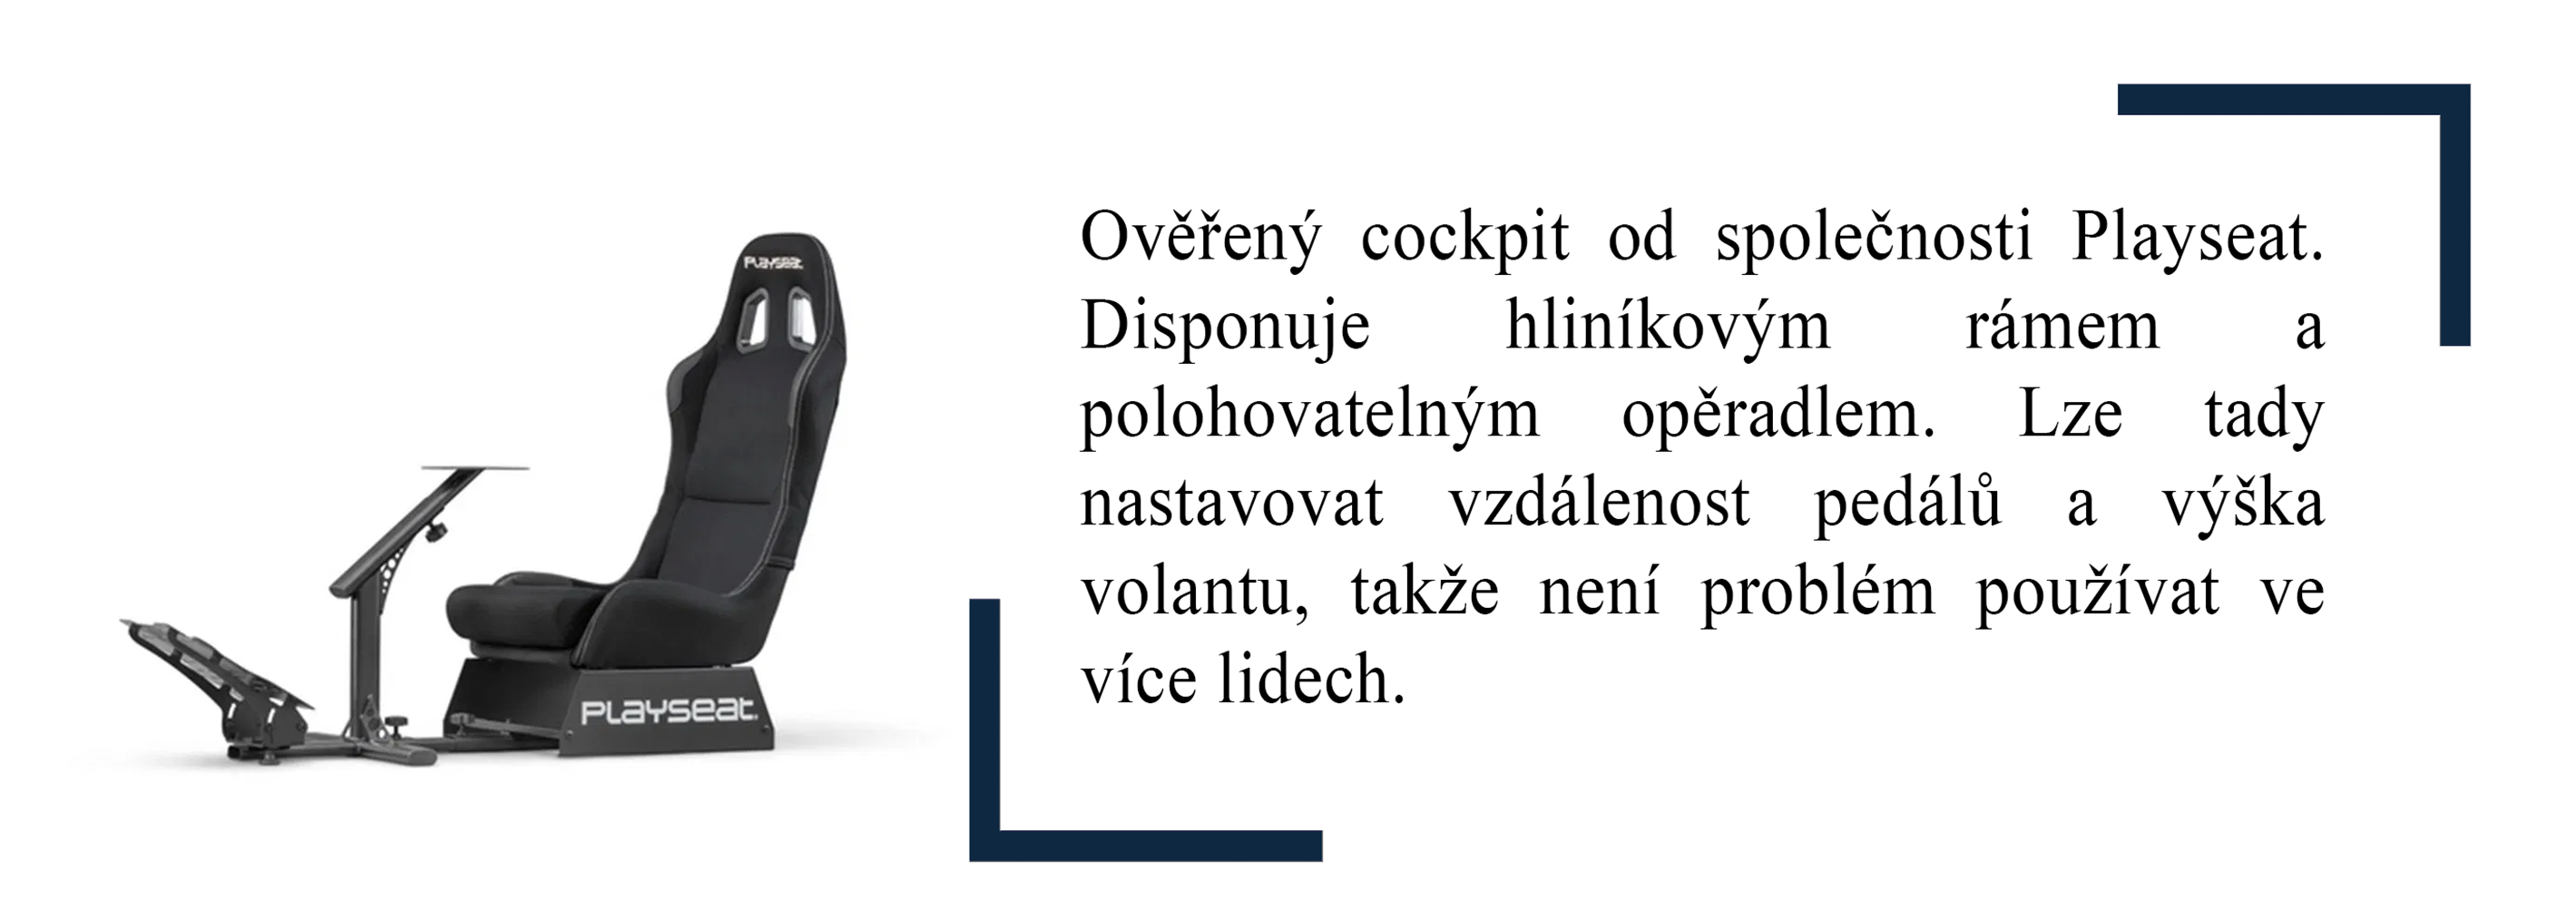 PLAYSEAT
PLAYSEAT.
Ověřený cockpit od společnosti Playseat.
Disponuje hliníkovým rámem a
polohovatelným opěradlem. Lze tady
nastavovat vzdálenost pedálů a výška
volantu, takže není problém používat ve
více lidech.